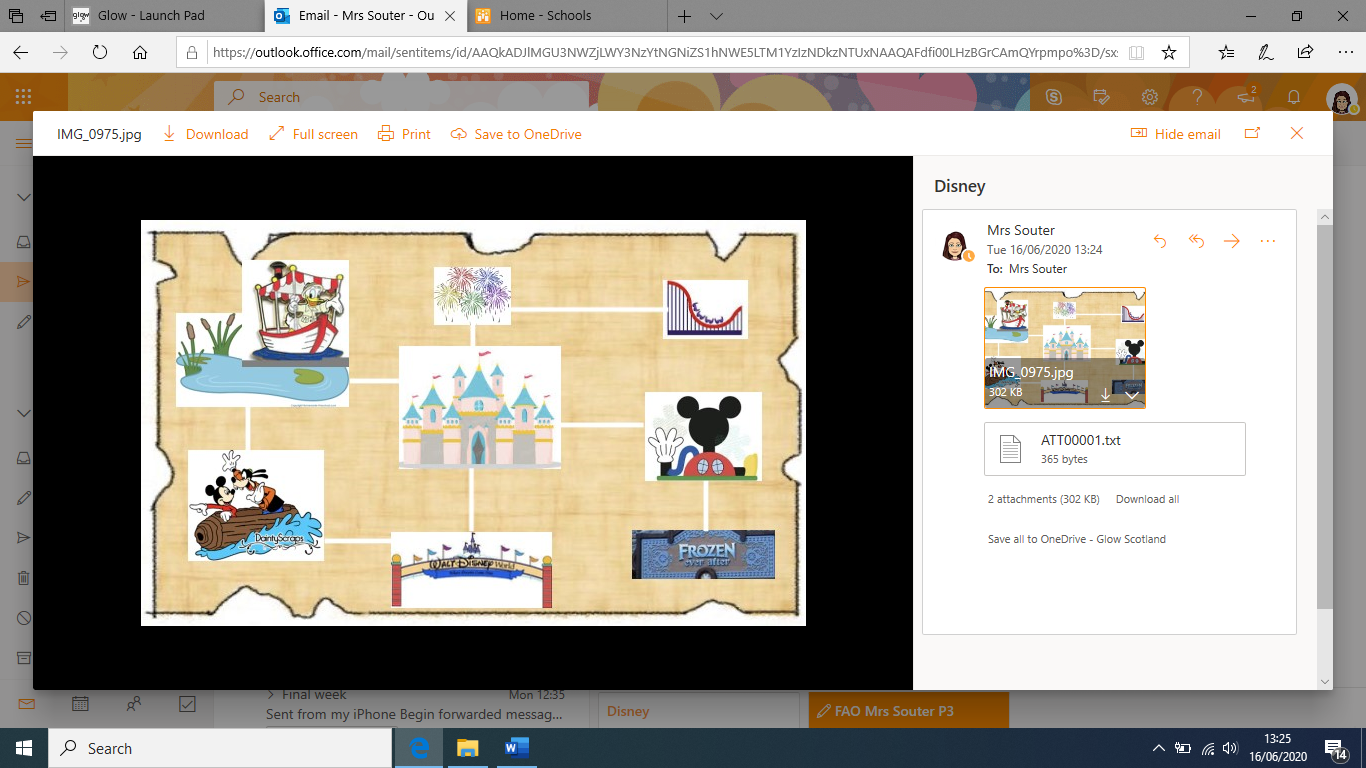 Glow - Launch Pad
Email - Mrs Souter - Ou
Home - Schools
https://outlook.office.com/mail/sentitems/id/
Search
2
IMG_0975.jpg
Download
Full screen
Print
Save to OneDrive
Hide email
Disney
Mrs Souter
Tue 16/06/2020 13:24
To: Mrs Souter
IMG_0975.jpg
302 KB
ATT00001.txt
365 bytes
2 attachments (302 KB) Download all
Save all to OneDrive - Glow Scotland
DaintyScraps
WALT DISNEY World
FROZEN
ever after
Final week
Mon 12:35
Sent from my iPhone Begin forwarded messag...
Disney
FAO Mrs Souter P3
Search
13:25
16/06/2020
14